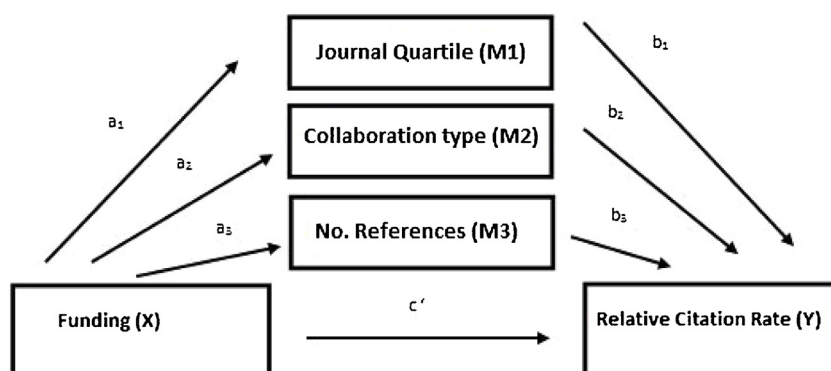 Journal Quartile (M1)
b₁
a₁
Collaboration type (M2)
b₂
a₂
No. References (M3)
b₃
a₃
Funding (X)
c‘
Relative Citation Rate (Y)